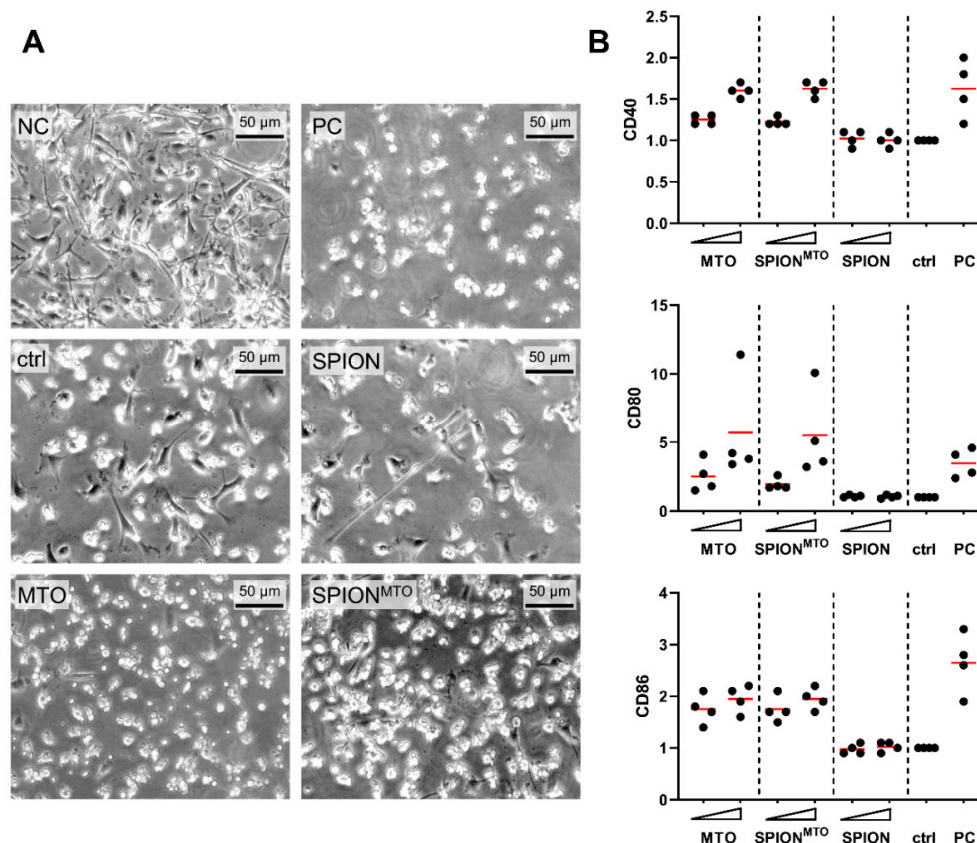 A
NC
50 µm
PC
50 µm
ctrl
50 µm
SPION
50 µm
MTO
50 µm
SPION^MTO
50 µm
B
CD40
2.5
2.0
1.5
1.0
0.5
0.0
MTO SPION^MTO SPION ctrl PC
CD80
15
10
5
0
MTO SPION^MTO SPION ctrl PC
CD86
4
3
2
1
0
MTO SPION^MTO SPION ctrl PC